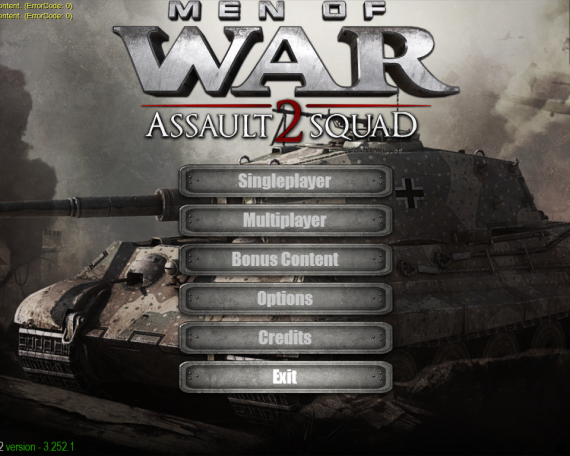 ontent. (ErrorCode: 0)
ontent. (ErrorCode: 0)
MEN OF
WAR
ASSAULT 2 SQUAD
Singleplayer
Multiplayer
Bonus Content
Options
Credits
Exit
2 version - 3.252.1